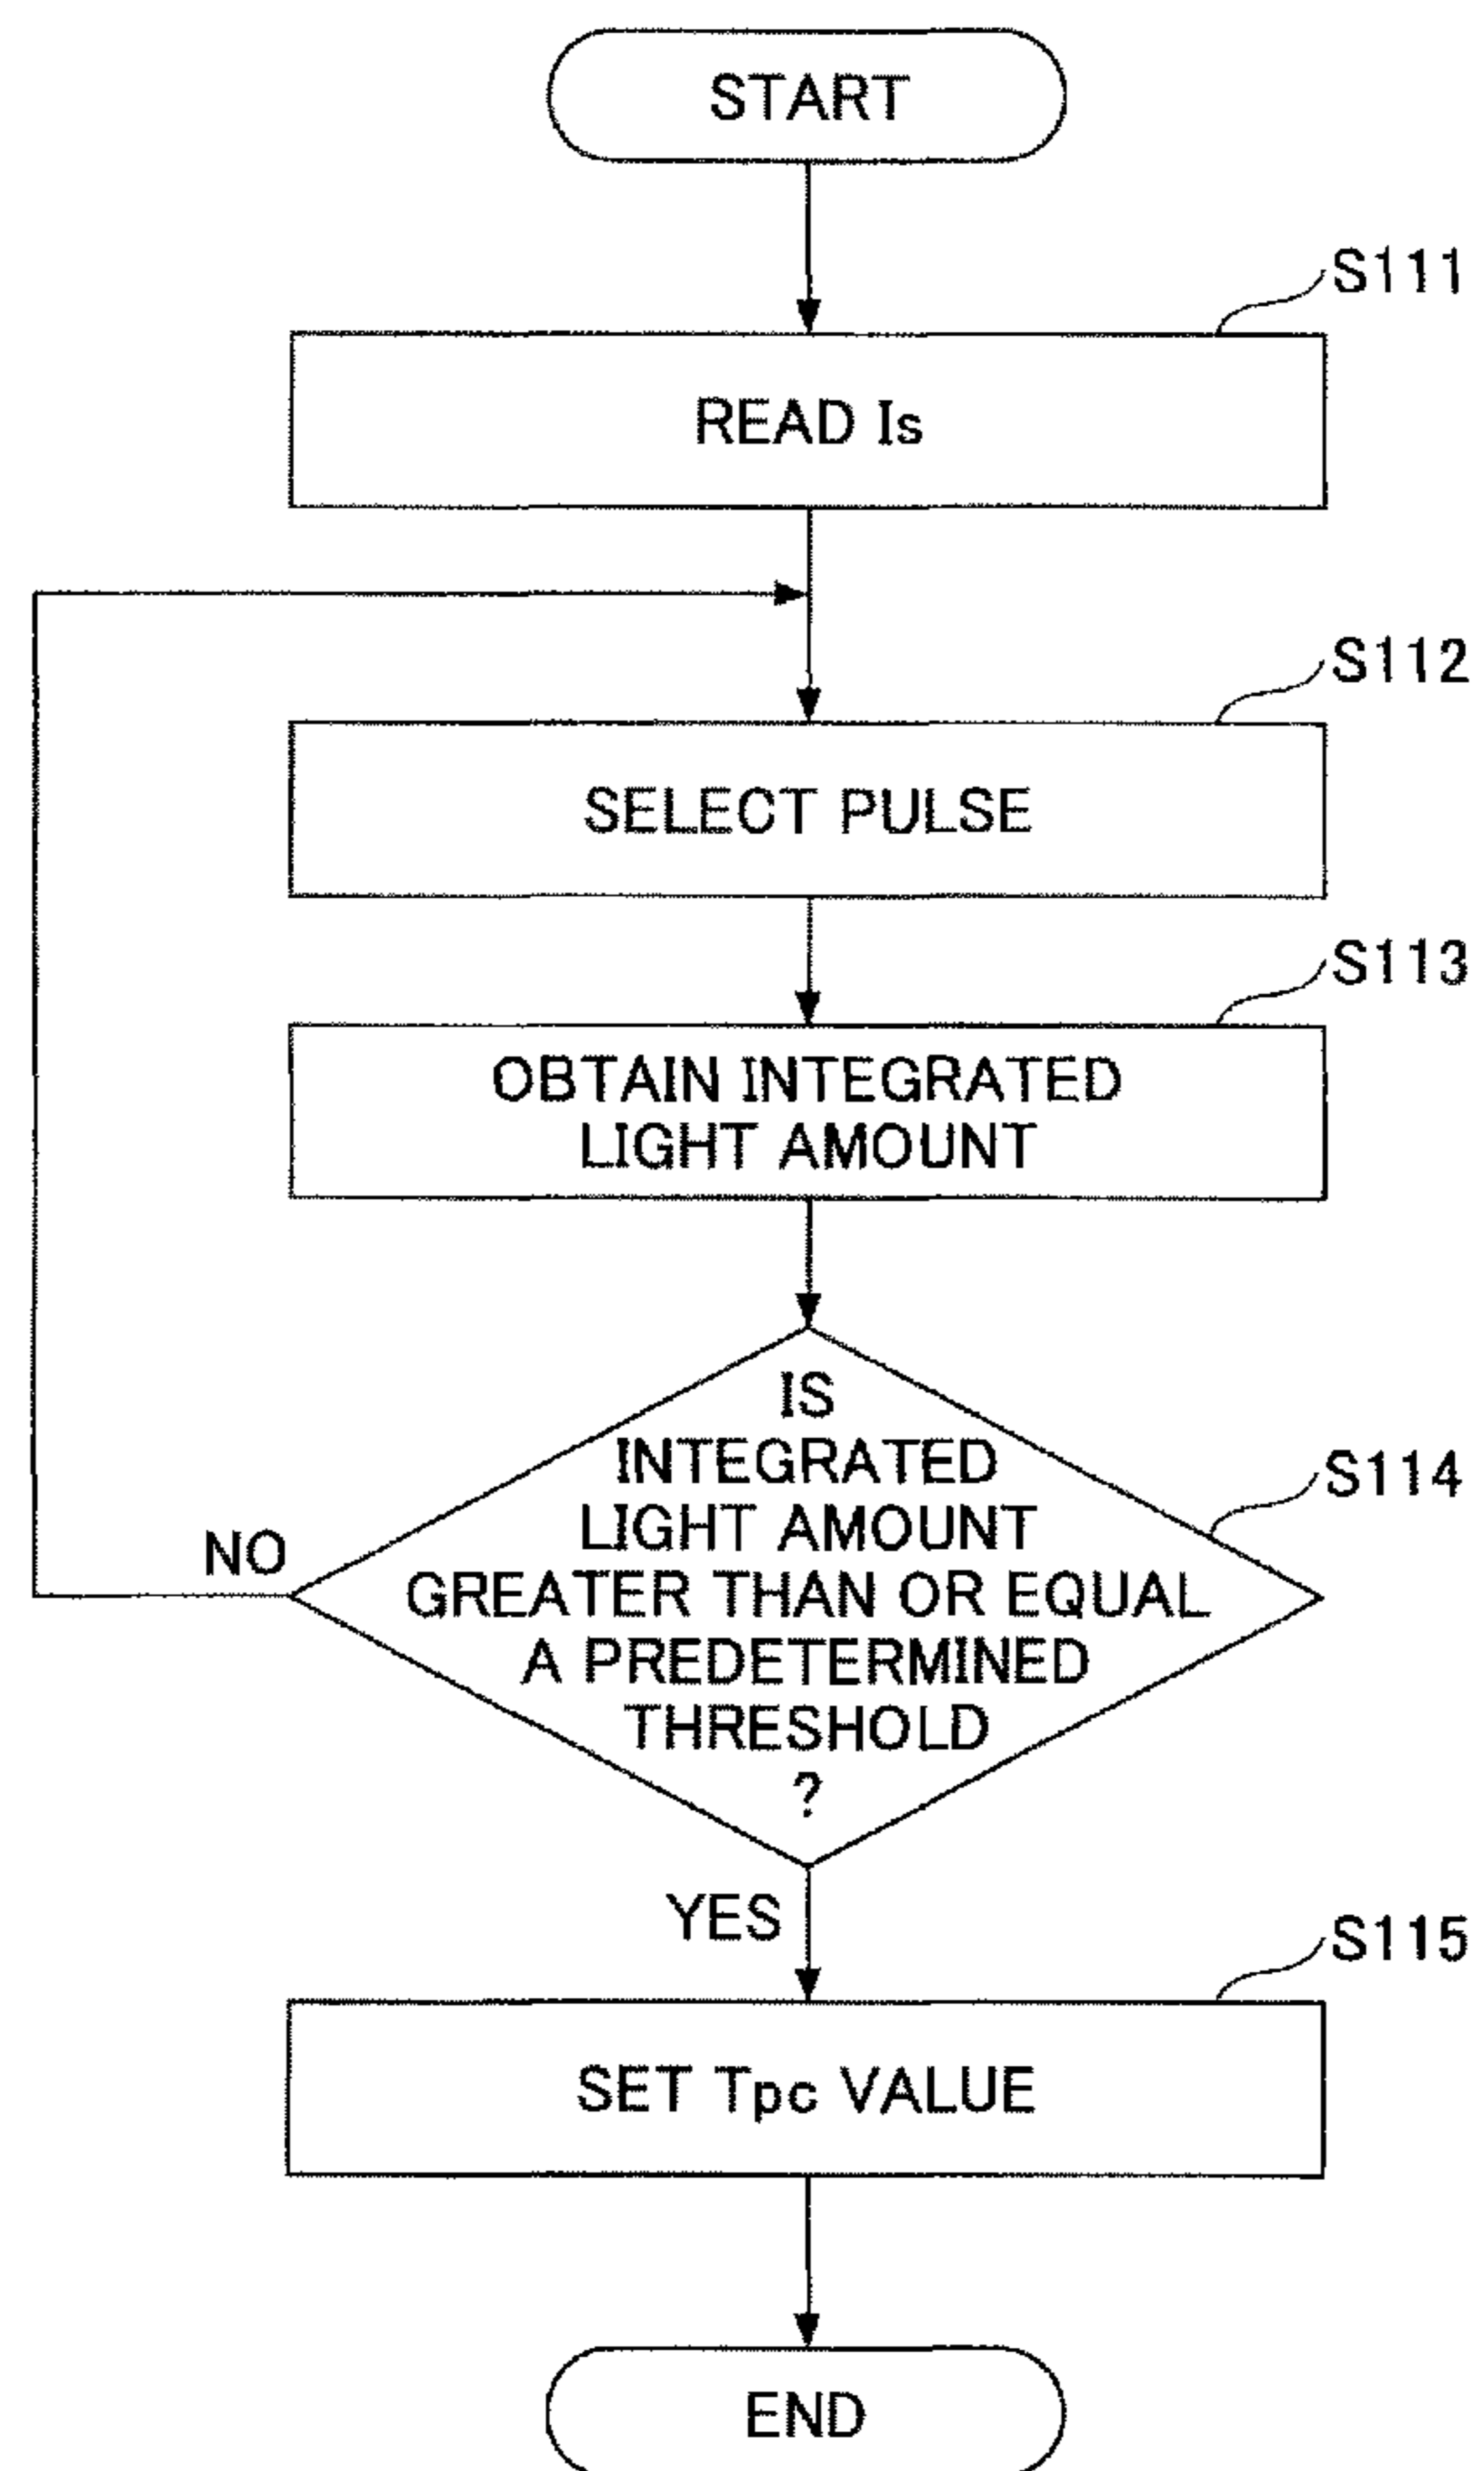 START
S111
READ Is
S112
SELECT PULSE
S113
OBTAIN INTEGRATED
LIGHT AMOUNT
IS
INTEGRATED
LIGHT AMOUNT
GREATER THAN OR EQUAL
A PREDETERMINED
THRESHOLD
?
S114
NO
YES
S115
SET Tpc VALUE
END